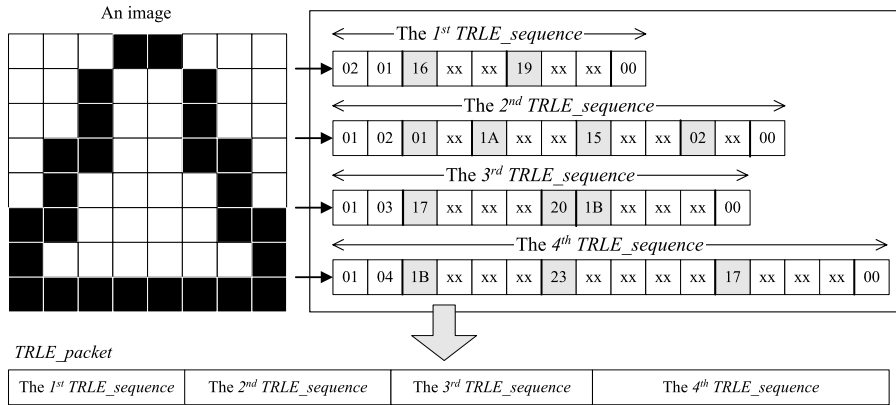 An image
The 1st TRLE_sequence
02 01 16 xx xx 19 xx xx 00
The 2nd TRLE_sequence
01 02 01 xx 1A xx xx 15 xx xx 02 xx 00
The 3rd TRLE_sequence
01 03 17 xx xx xx 20 1B xx xx xx 00
The 4th TRLE_sequence
01 04 1B xx xx xx 23 xx xx xx xx 17 xx xx xx 00
TRLE_packet
The 1st TRLE_sequence The 2nd TRLE_sequence The 3rd TRLE_sequence The 4th TRLE_sequence